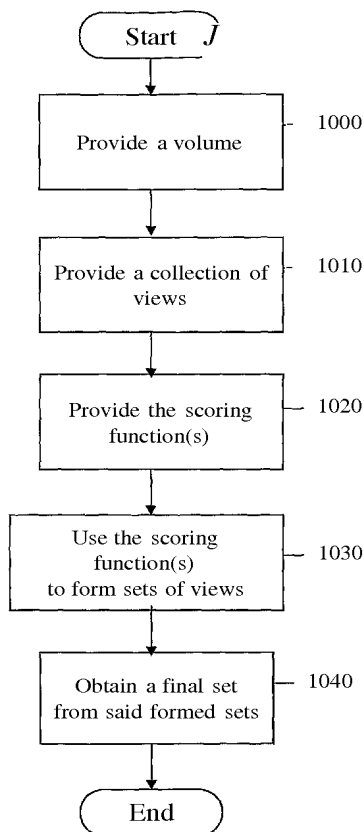 Start J
Provide a volume
1000
Provide a collection of
views
1010
Provide the scoring
function(s)
1020
Use the scoring
function(s)
to form sets of views
1030
Obtain a final set
from said formed sets
1040
End